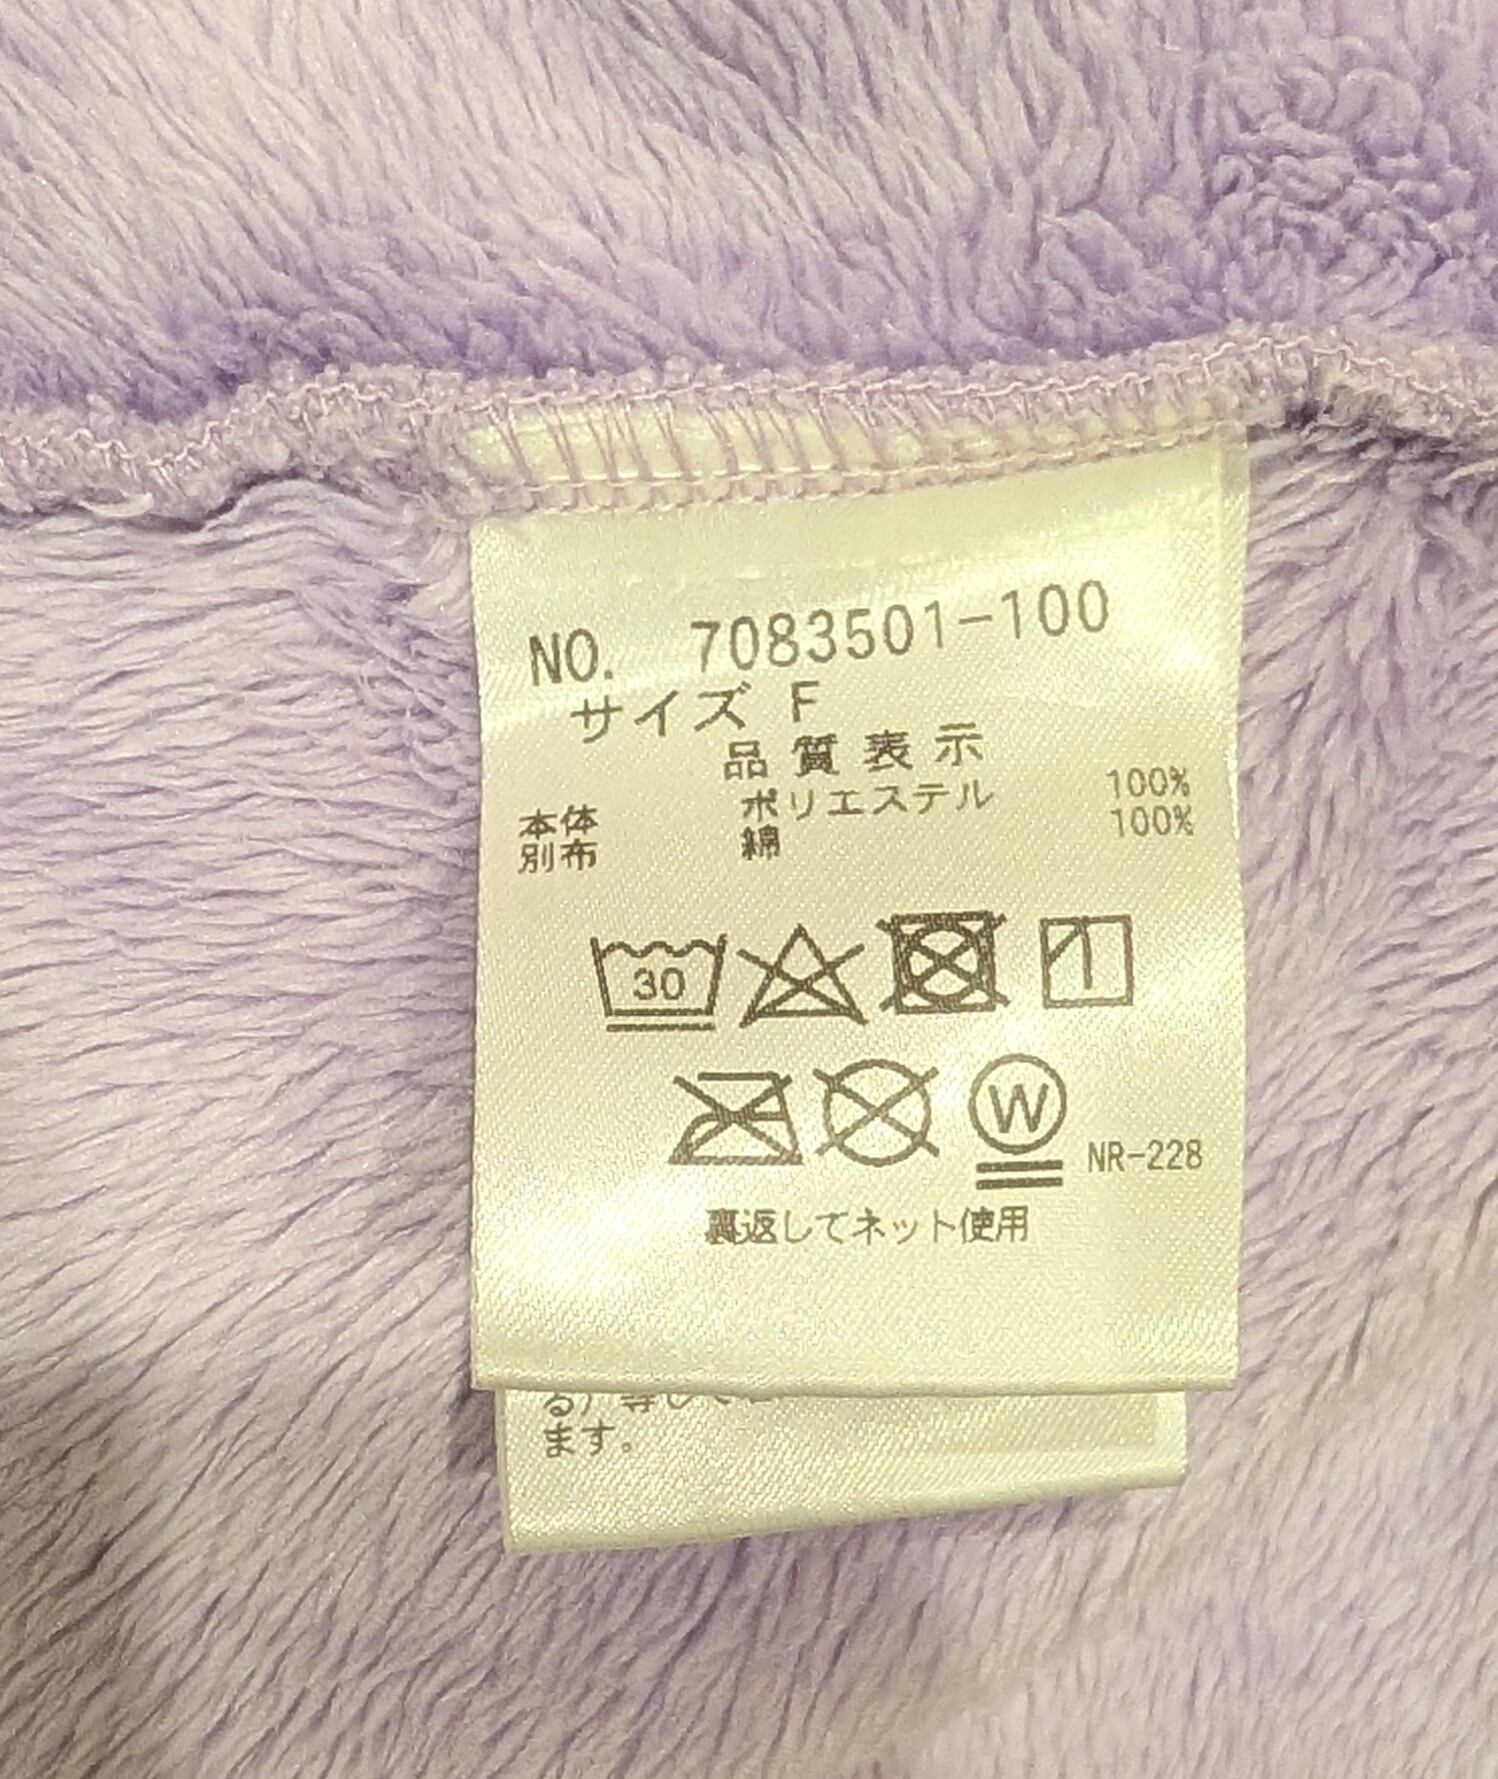 NO. 7083501-100
サイズ F
品質表示
本体 ポリエステル 100%
別布 綿 100%
30
W
NR-228
裏返してネット使用
ます。